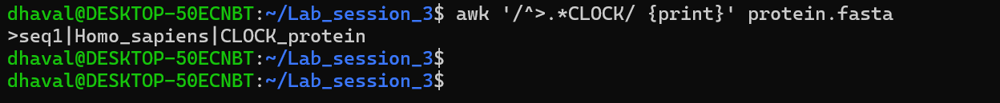 dhaval@DESKTOP-50ECNBT:~/Lab_session_3$ awk '/^>.*CLOCK/ {print}' protein.fasta
>seq1|Homo_sapiens|CLOCK_protein
dhaval@DESKTOP-50ECNBT:~/Lab_session_3$
dhaval@DESKTOP-50ECNBT:~/Lab_session_3$